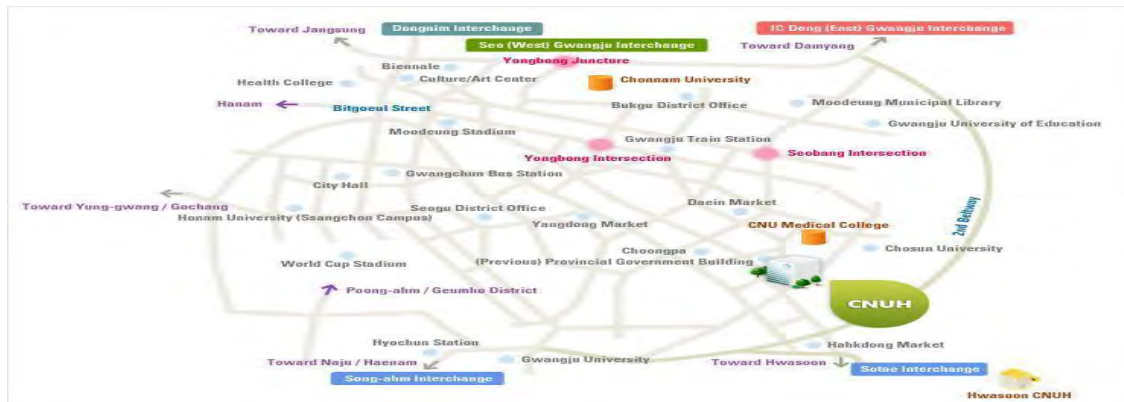 Toward Jangsung
Dongnim Interchange
IC Dong (East) Gwangju Interchange
Seo (West) Gwangju Interchange
Toward Damyang
Yongbong Juncture
Biennale
Culture/Art Center
Chonnam University
Health College
Hanam
Bitgoeul Street
Bukgu District Office
Moodeung Municipal Library
Gwangju University of Education
Moodeung Stadium
Gwangju Train Station
Yongbong Intersection
Seobang Intersection
Gwangchun Bus Station
City Hall
Toward Yung-gwang / Gochang
Honam University (Ssangchon Campus)
Seogu District Office
Yangdong Market
Daein Market
CNU Medical College
2nd Beltway
Choongpa
(Previous) Provincial Government Building
Chosun University
World Cup Stadium
Poong-ahm / Geumho District
CNUH
Hyochun Station
Hahkdong Market
Toward Naju / Haenam
Gwangju University
Toward Hwasoon
Song-ahm Interchange
Sotae Interchange
Hwasoon CNUH